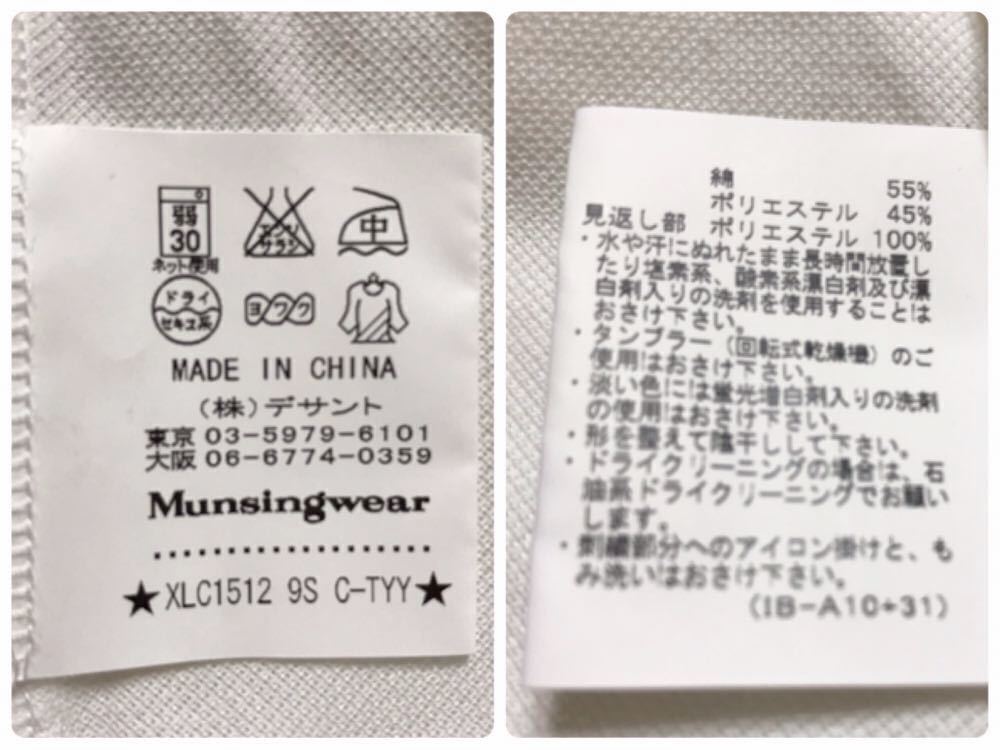 弱
30
ネット使用
エンソ
サラシ
中
ドライ
セキユ系
ヨワク
MADE IN CHINA
(株)デサント
東京 03-5979-6101
大阪 06-6774-0359
Munsingwear
★XLC1512 9S C-TYY★
綿 55%
ポリエステル 45%
見返し部 ポリエステル 100%
・水や汗にぬれたまま長時間放置し
たり塩素系、酸素系漂白剤及び漂
白剤入りの洗剤を使用することは
おさけ下さい。
・タンブラー(回転式乾燥機)のご
使用はおさけ下さい。
・淡い色には蛍光増白剤入りの洗剤
の使用はおさけ下さい。
・形を整えて陰干しして下さい。
・ドライクリーニングの場合は、石
油系ドライクリーニングでお願い
します。
・刺繍部分へのアイロン掛けと、も
み洗いはおさけ下さい。
(IB-A10*31)